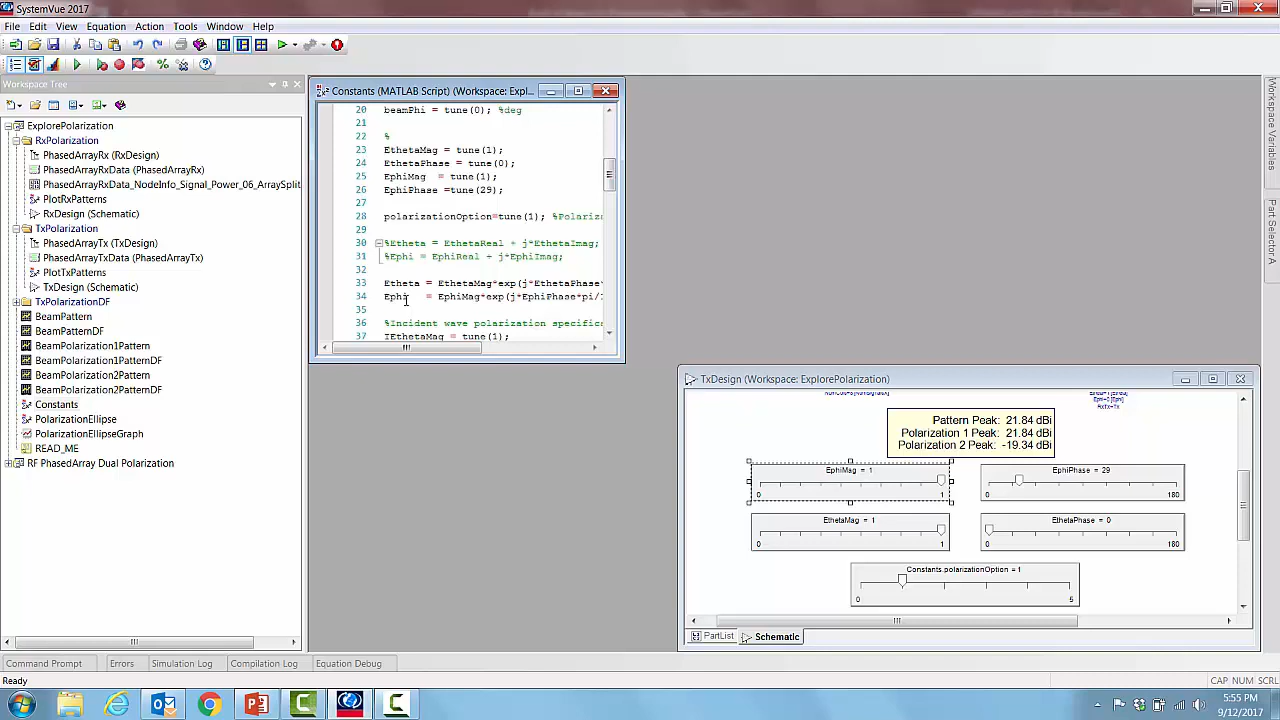 SystemVue 2017
File Edit View Equation Action Tools Window Help
Workspace Tree
ExplorePolarization
RxPolarization
PhasedArrayRx (RxDesign)
PhasedArrayRxData (PhasedArrayRx)
PhasedArrayRxData_NodeInfo_Signal_Power_06_ArraySplit
PlotRxPatterns
RxDesign (Schematic)
TxPolarization
PhasedArrayTx (TxDesign)
PhasedArrayTxData (PhasedArrayTx)
PlotTxPatterns
TxDesign (Schematic)
TxPolarizationDF
BeamPattern
BeamPatternDF
BeamPolarization1Pattern
BeamPolarization1PatternDF
BeamPolarization2Pattern
BeamPolarization2PatternDF
Constants
PolarizationEllipse
PolarizationEllipseGraph
READ_ME
RF PhasedArray Dual Polarization
Constants (MATLAB Script) (Workspace: Expl...
20 beamPhi = tune(0); %deg
21
22 %
23 EthetaMag = tune(1);
24 EthetaPhase = tune(0);
25 EphiMag = tune(1);
26 EphiPhase =tune(29);
27
28 polarizationOption=tune(1); %Polariz
29
30 %Etheta = EthetaReal + j*EthetaImag;
31 %Ephi = EphiReal + j*EphiImag;
32
33 Etheta = EthetaMag*exp(j*EthetaPhase*
34 Ephi = EphiMag*exp(j*EphiPhase*pi/1
35
36 %Incident wave polarization specific
37 IEthetaMag = tune(1);
TxDesign (Workspace: ExplorePolarization)
RxTx=Tx
Pattern Peak: 21.84 dBi
Polarization 1 Peak: 21.84 dBi
Polarization 2 Peak: -19.34 dBi
EphiMag = 1
0 1
EphiPhase = 29
0 180
EthetaMag = 1
0 1
EthetaPhase = 0
0 180
Constants.polarizationOption = 1
0 5
PartList Schematic
Workspace Variables
Part Selector A
Command Prompt Errors Simulation Log Compilation Log Equation Debug
Ready
CAP NUM SCRL
5:55 PM
9/12/2017